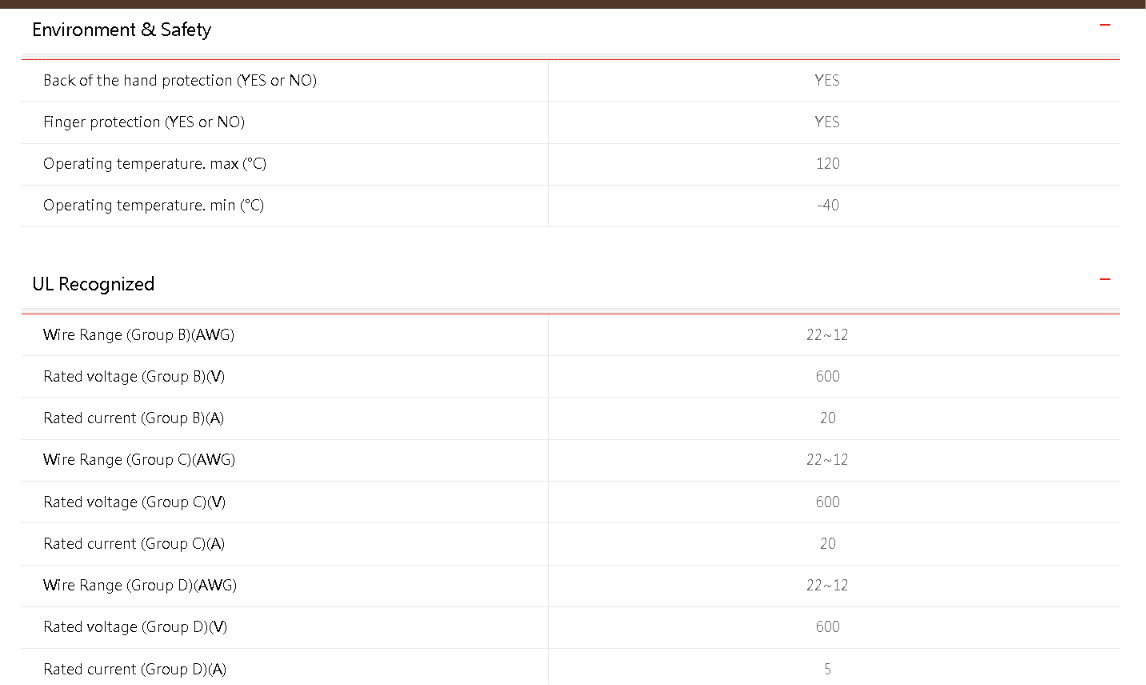 Environment & Safety
Back of the hand protection (YES or NO) YES
Finger protection (YES or NO) YES
Operating temperature. max (°C) 120
Operating temperature. min (°C) -40
UL Recognized
Wire Range (Group B)(AWG) 22~12
Rated voltage (Group B)(V) 600
Rated current (Group B)(A) 20
Wire Range (Group C)(AWG) 22~12
Rated voltage (Group C)(V) 600
Rated current (Group C)(A) 20
Wire Range (Group D)(AWG) 22~12
Rated voltage (Group D)(V) 600
Rated current (Group D)(A) 5